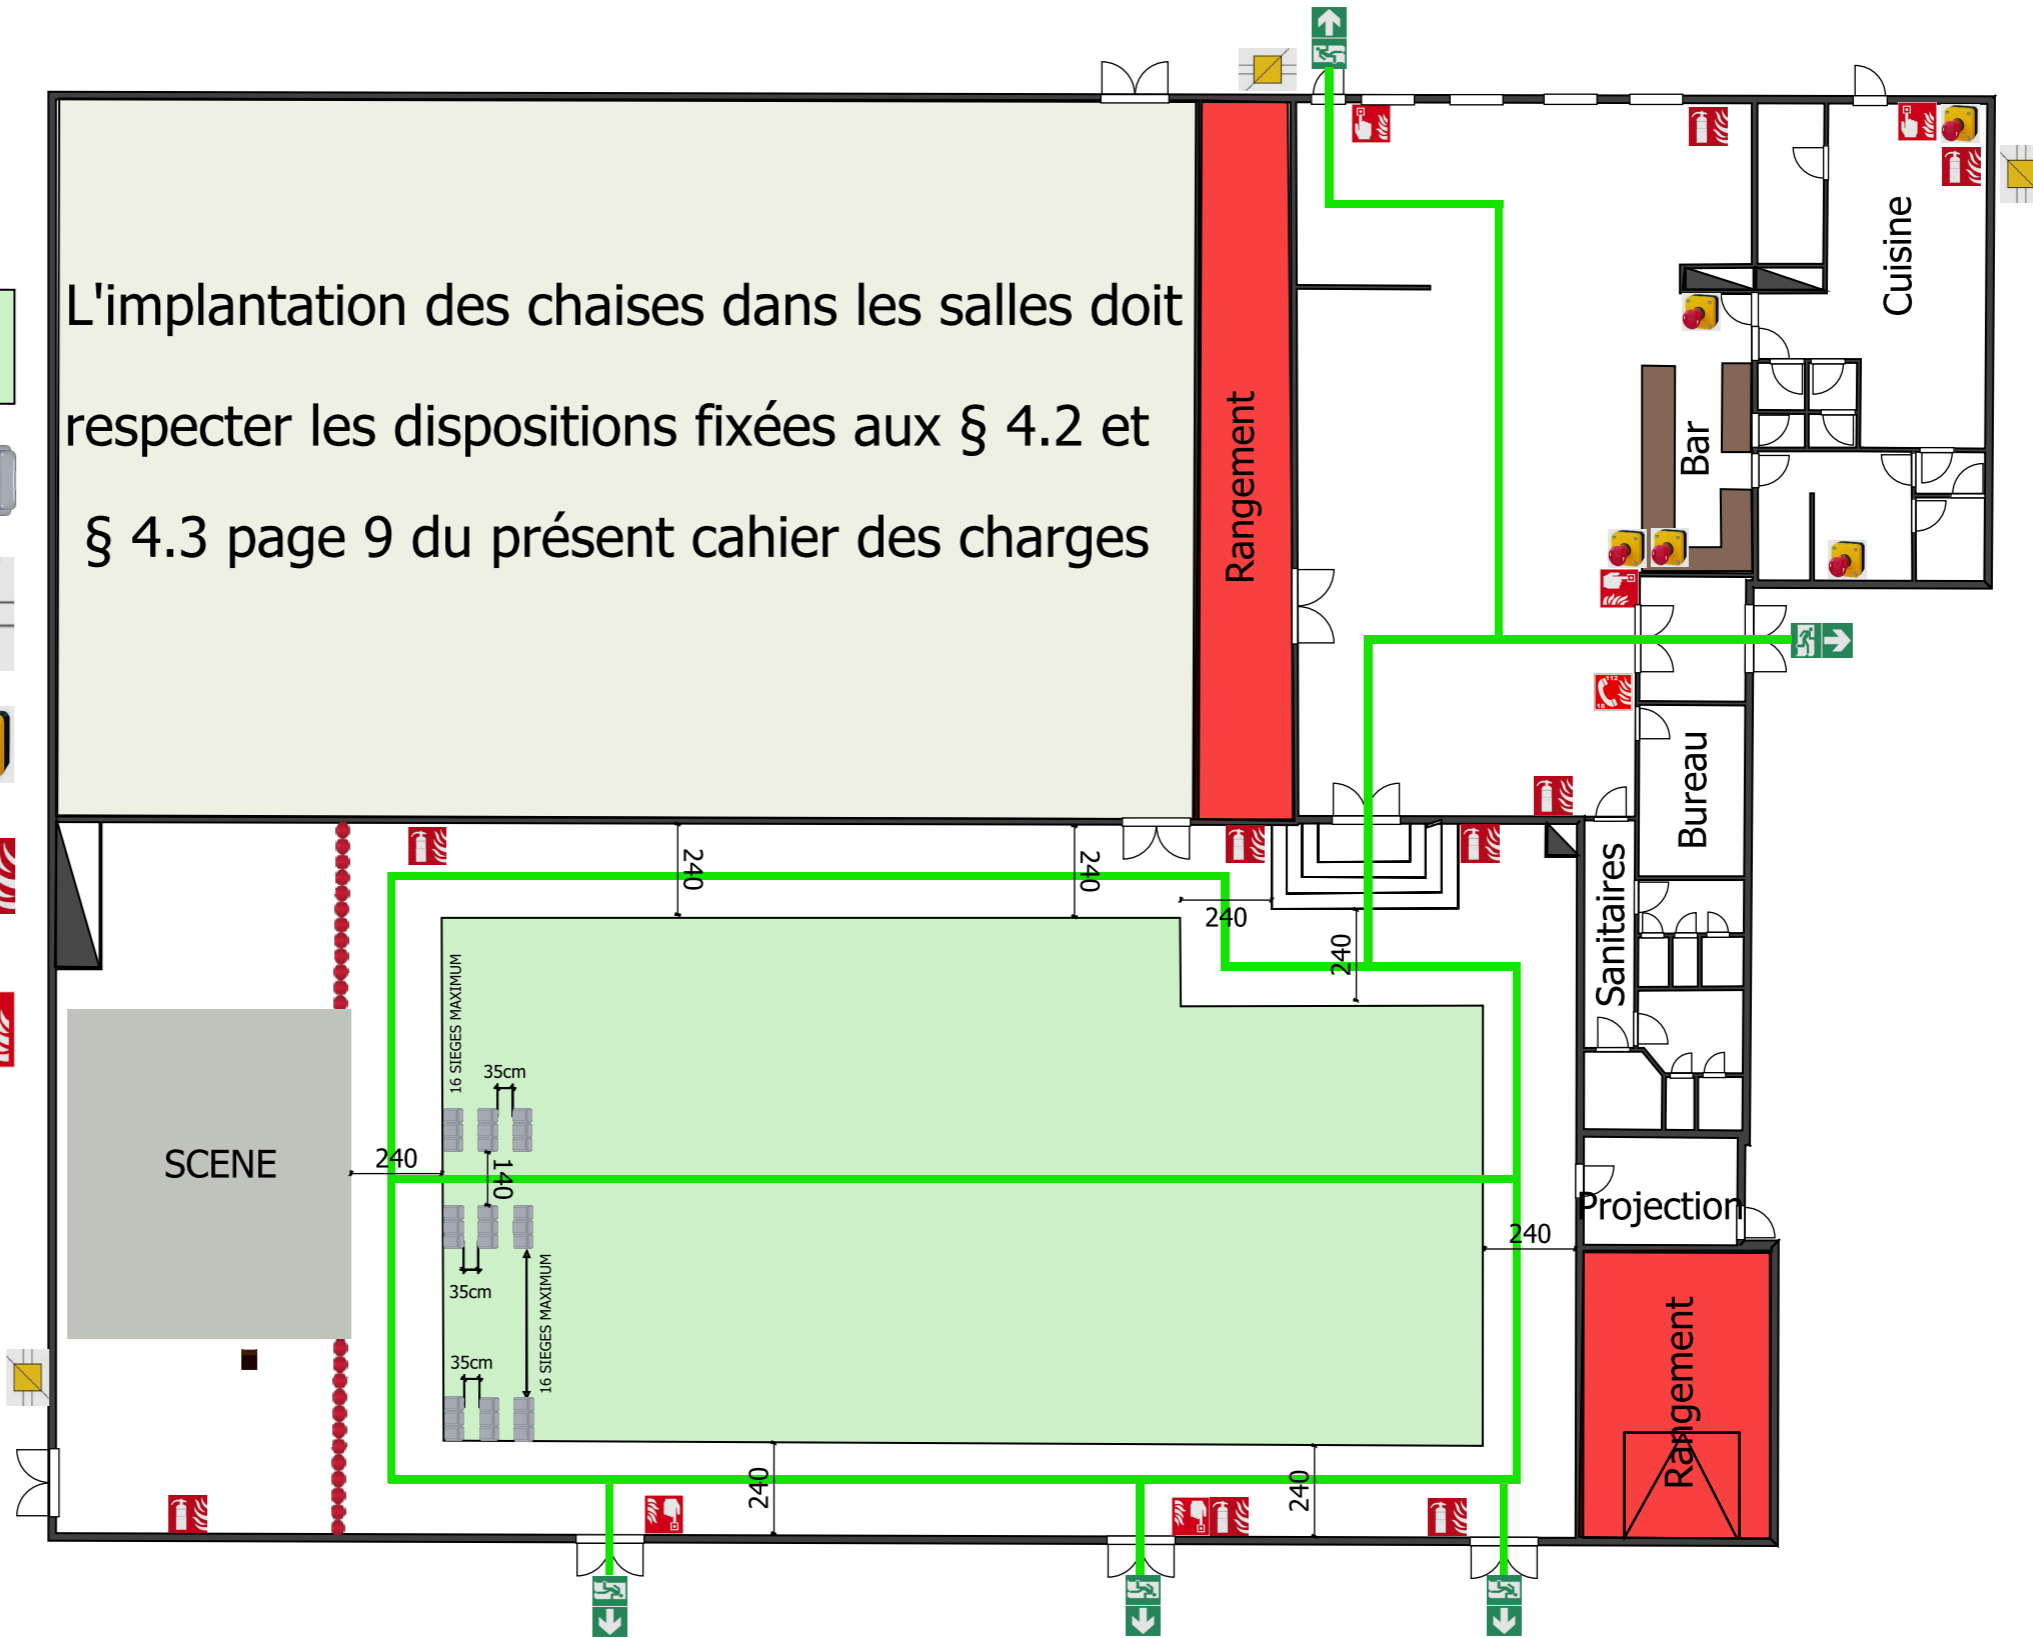 L'implantation des chaises dans les salles doit
respecter les dispositions fixées aux § 4.2 et
§ 4.3 page 9 du présent cahier des charges
Rangement
Cuisine
Bar
Bureau
Sanitaires
240
240
240
240
16 SIEGES MAXIMUM
35cm
SCENE
240
140
35cm
16 SIEGES MAXIMUM
35cm
240
Projection
Rangement
240
240